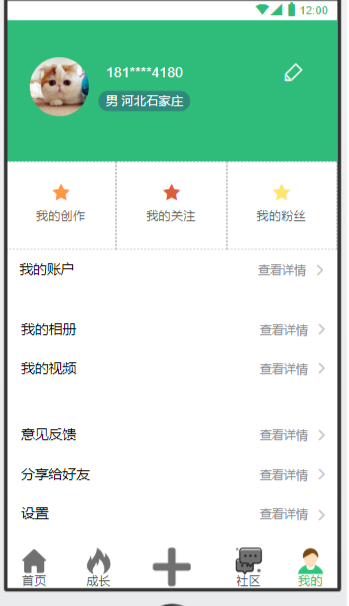 12:00
181****4180
男 河北石家庄
我的创作 我的关注 我的粉丝
我的账户 查看详情
我的相册 查看详情
我的视频 查看详情
意见反馈 查看详情
分享给好友 查看详情
设置 查看详情
首页 成长 社区 我的